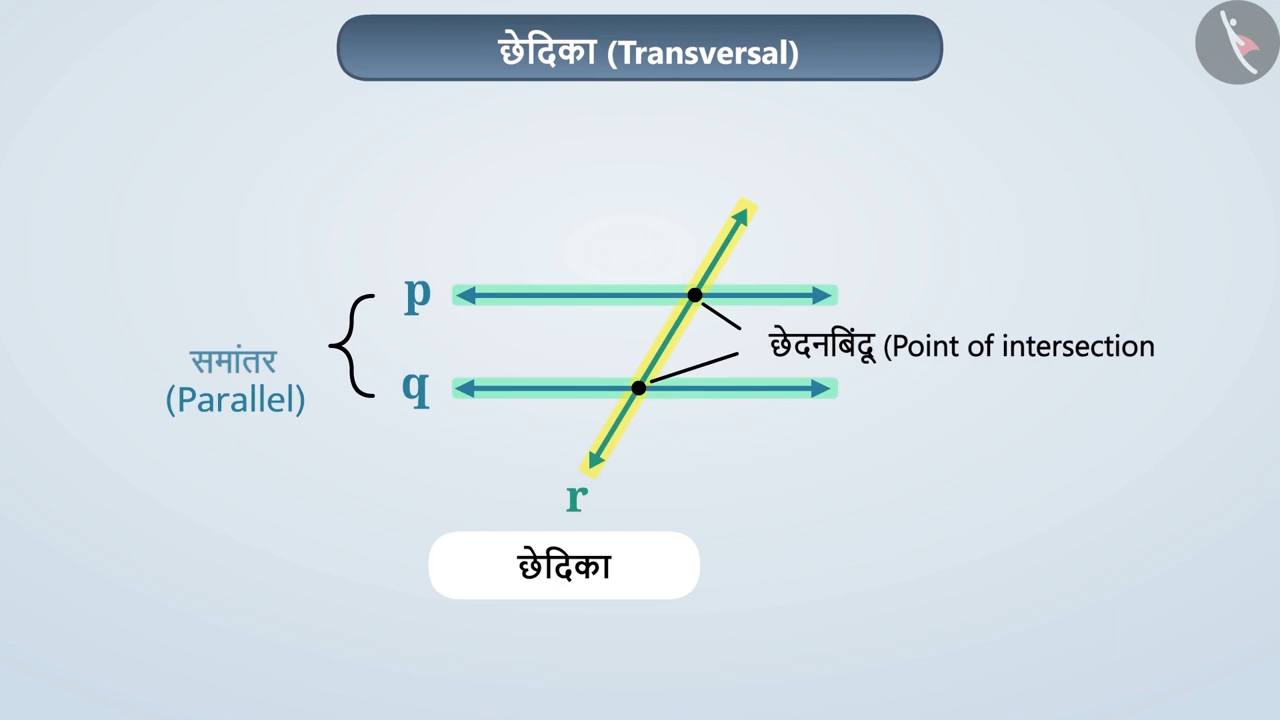 छेदिका (Transversal)
p
समांतर
(Parallel)
q
छेदनबिंदू (Point of intersection
r
छेदिका